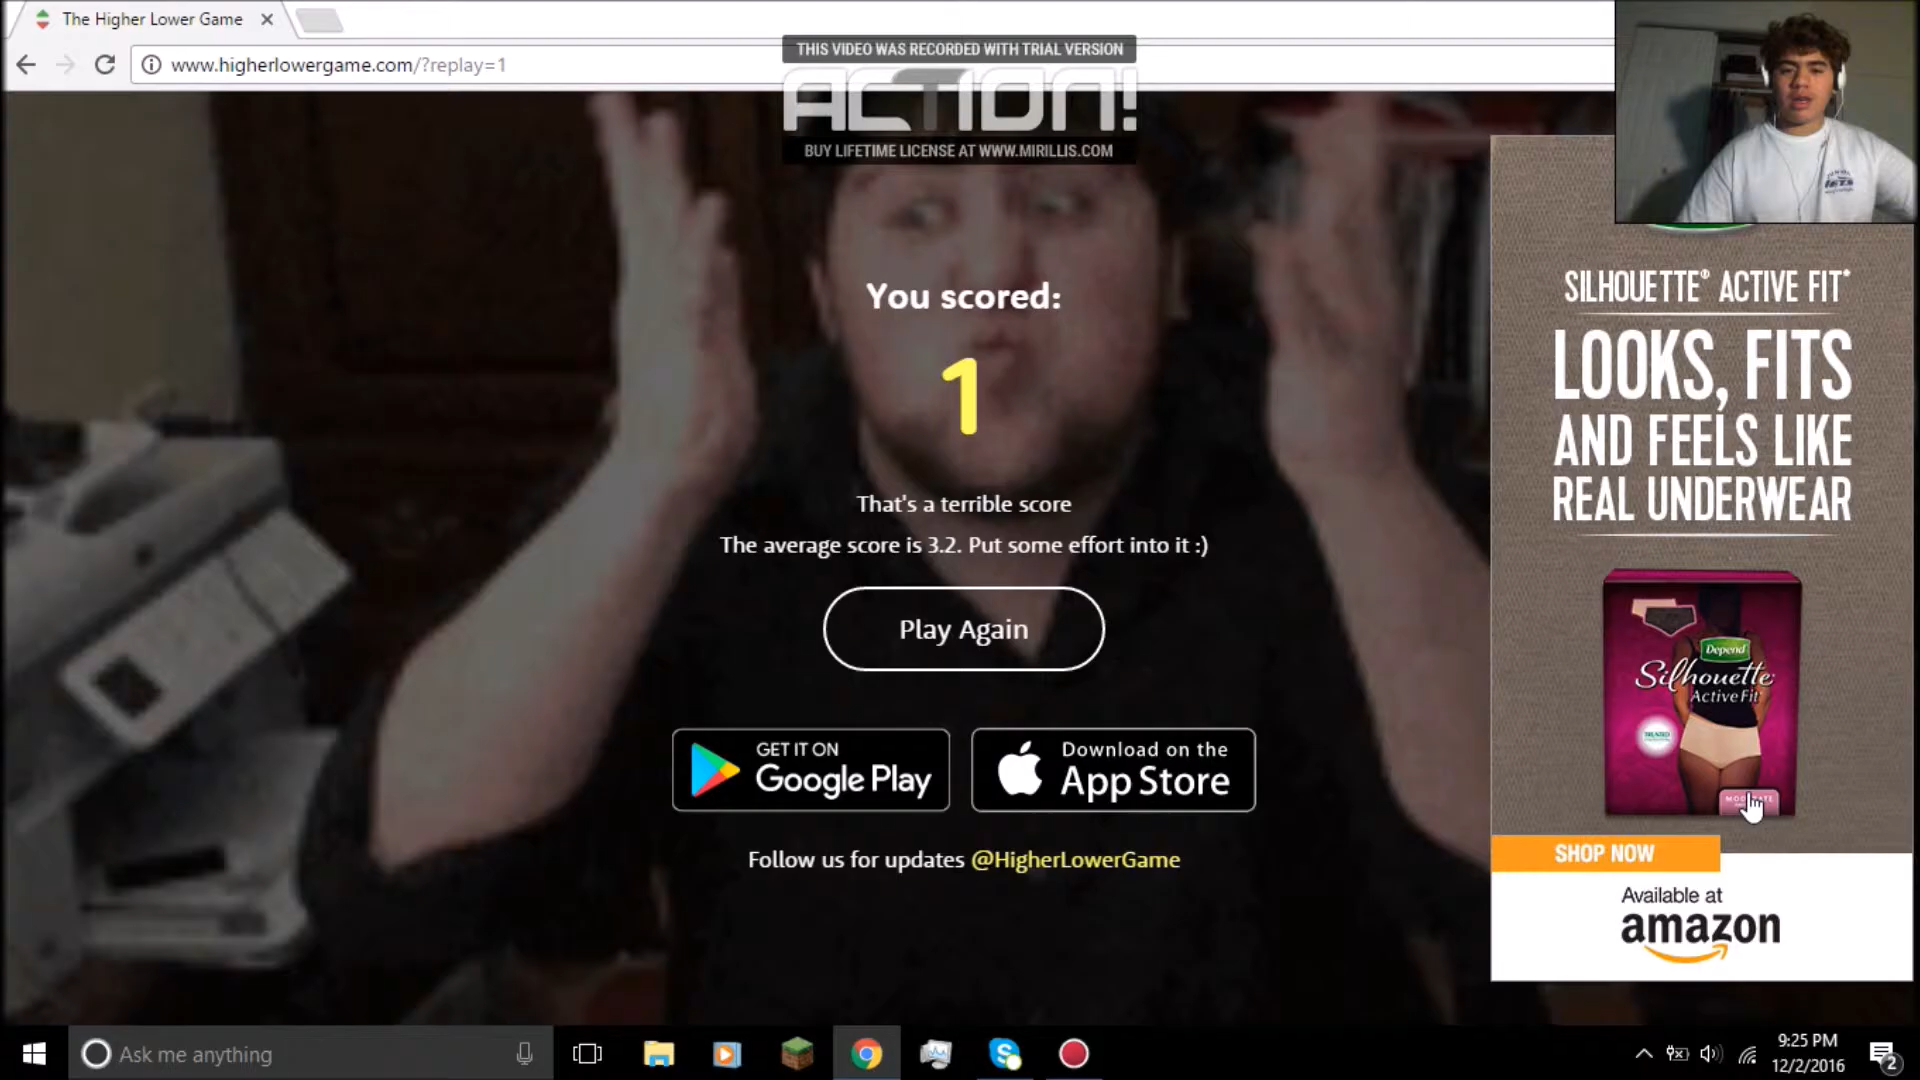 The Higher Lower Game
www.higherlowergame.com/?replay=1
THIS VIDEO WAS RECORDED WITH TRIAL VERSION
ACTION!
BUY LIFETIME LICENSE AT WWW.MIRILLIS.COM
You scored:
1
That's a terrible score
The average score is 3.2. Put some effort into it :)
Play Again
GET IT ON
Google Play
Download on the
App Store
Follow us for updates @HigherLowerGame
SILHOUETTE® ACTIVE FIT*
LOOKS, FITS
AND FEELS LIKE
REAL UNDERWEAR
Depend
Silhouette
Active Fit
TRUSTED
SHOP NOW
Available at
amazon
Ask me anything
9:25 PM
12/2/2016
2